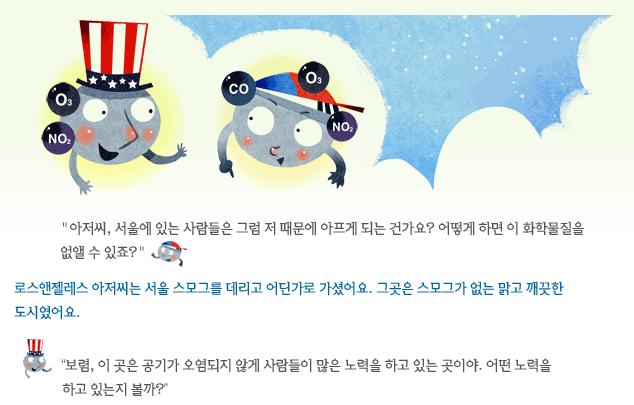 O₃
NO₂
CO
O₃
NO₂
"아저씨, 서울에 있는 사람들은 그럼 저 때문에 아프게 되는 건가요? 어떻게 하면 이 화학물질을
없앨 수 있죠?"
로스앤젤레스 아저씨는 서울 스모그를 데리고 어딘가로 가셨어요. 그곳은 스모그가 없는 맑고 깨끗한
도시였어요.
“보렴, 이 곳은 공기가 오염되지 않게 사람들이 많은 노력을 하고 있는 곳이야. 어떤 노력을
하고 있는지 볼까?”